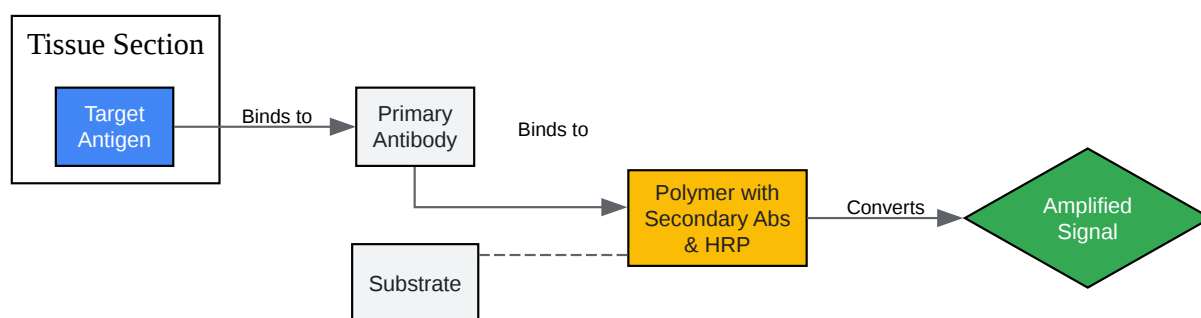 Tissue Section
Target
Antigen
Binds to
Primary
Antibody
Binds to
Polymer with
Secondary Abs
& HRP
Converts
Amplified
Signal
Substrate